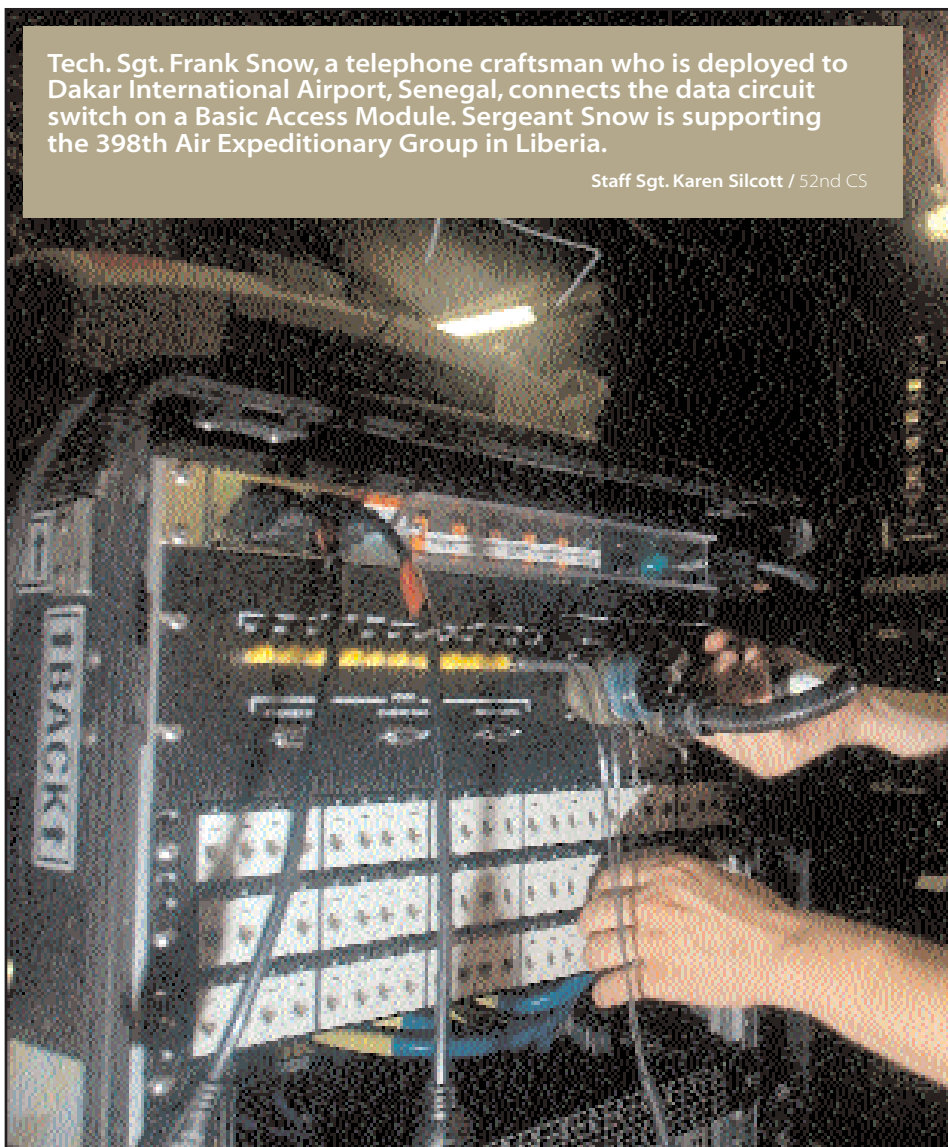 Tech. Sgt. Frank Snow, a telephone craftsman who is deployed to
Dakar International Airport, Senegal, connects the data circuit
switch on a Basic Access Module. Sergeant Snow is supporting
the 398th Air Expeditionary Group in Liberia.
Staff Sgt. Karen Silcott / 52nd CS